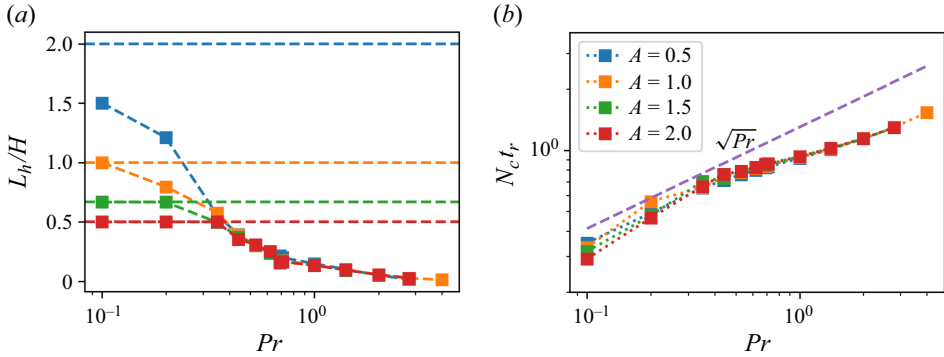 (a)
2.0
1.5
1.0
0.5
0
L_h/H
10^{-1}
10^0
Pr
(b)
A = 0.5
A = 1.0
A = 1.5
A = 2.0
√Pr
10^0
N_c t_r
10^{-1}
10^0
Pr